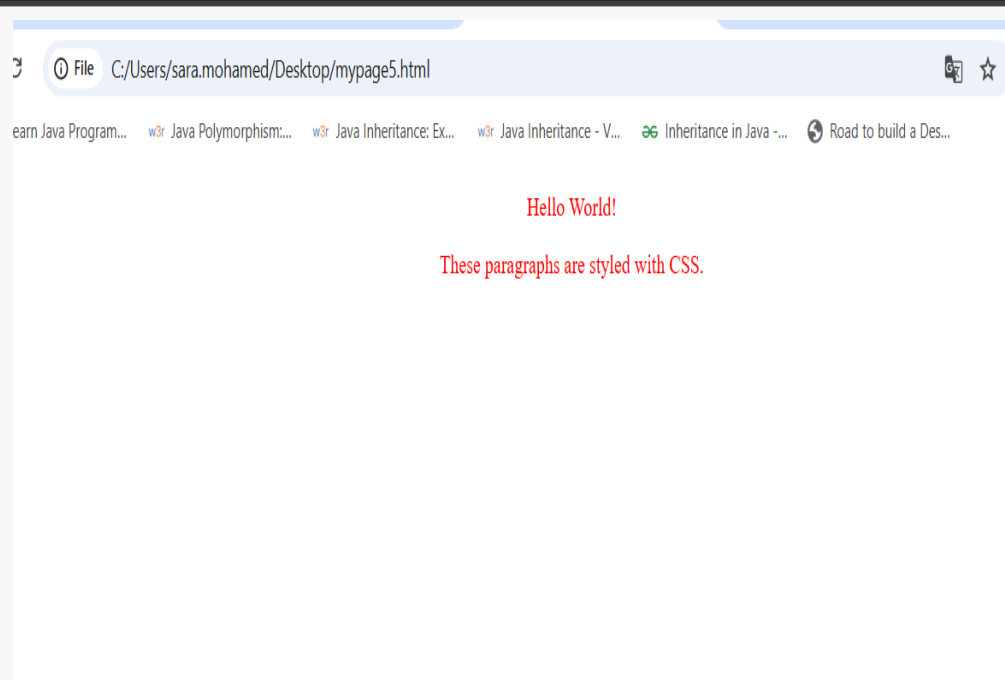 File C:/Users/sara.mohamed/Desktop/mypage5.html
earn Java Program... w3r Java Polymorphism:... w3r Java Inheritance: Ex... w3r Java Inheritance - V... Inheritance in Java -... Road to build a Des...
Hello World!
These paragraphs are styled with CSS.